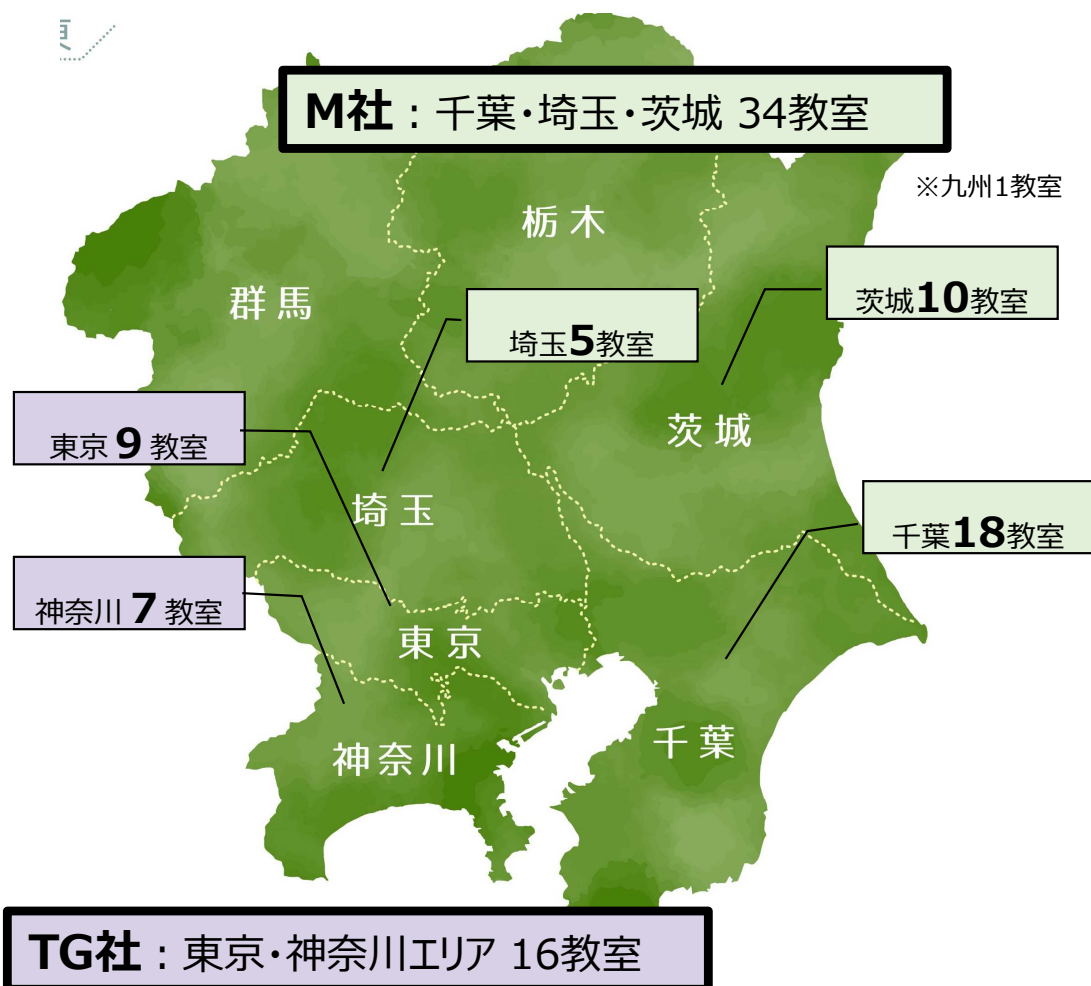 M社：千葉・埼玉・茨城 34教室
※九州1教室
栃木
茨城10教室
群馬
埼玉5教室
東京 9 教室
茨城
埼玉
千葉18教室
神奈川 7 教室
東京
千葉
神奈川
TG社：東京・神奈川エリア 16教室